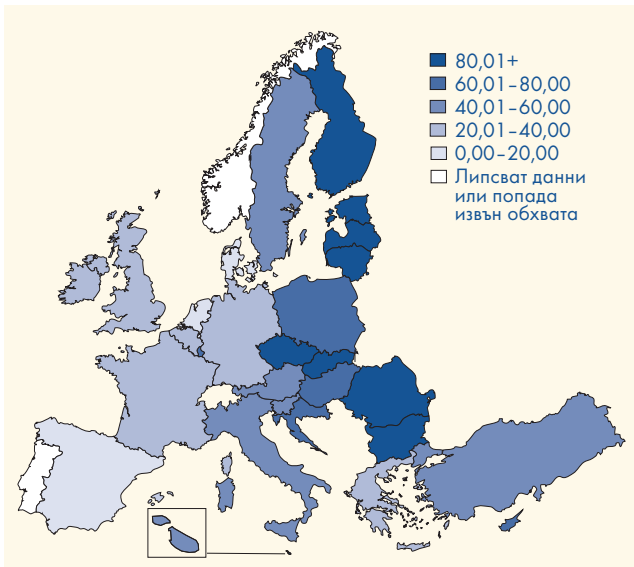 80,01+
60,01–80,00
40,01–60,00
20,01–40,00
0,00–20,00
Липсват данни
или попада
извън обхвата